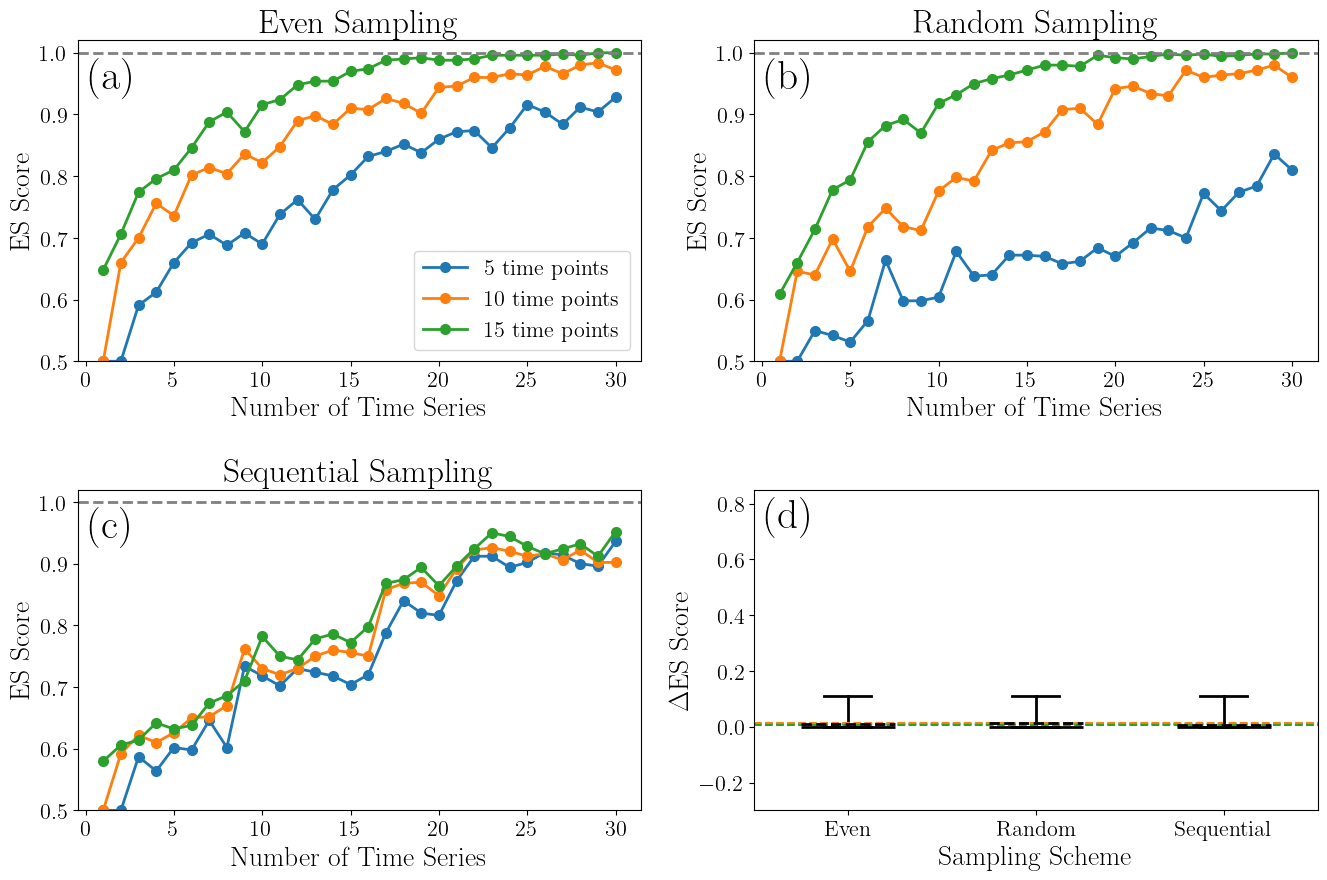 Even Sampling
(a)
ES Score
1.0
0.9
0.8
0.7
0.6
0.5
5 time points
10 time points
15 time points
0 5 10 15 20 25 30
Number of Time Series
Random Sampling
(b)
ES Score
1.0
0.9
0.8
0.7
0.6
0.5
0 5 10 15 20 25 30
Number of Time Series
Sequential Sampling
(c)
ES Score
1.0
0.9
0.8
0.7
0.6
0.5
0 5 10 15 20 25 30
Number of Time Series
(d)
ΔES Score
0.8
0.6
0.4
0.2
0.0
−0.2
Even Random Sequential
Sampling Scheme